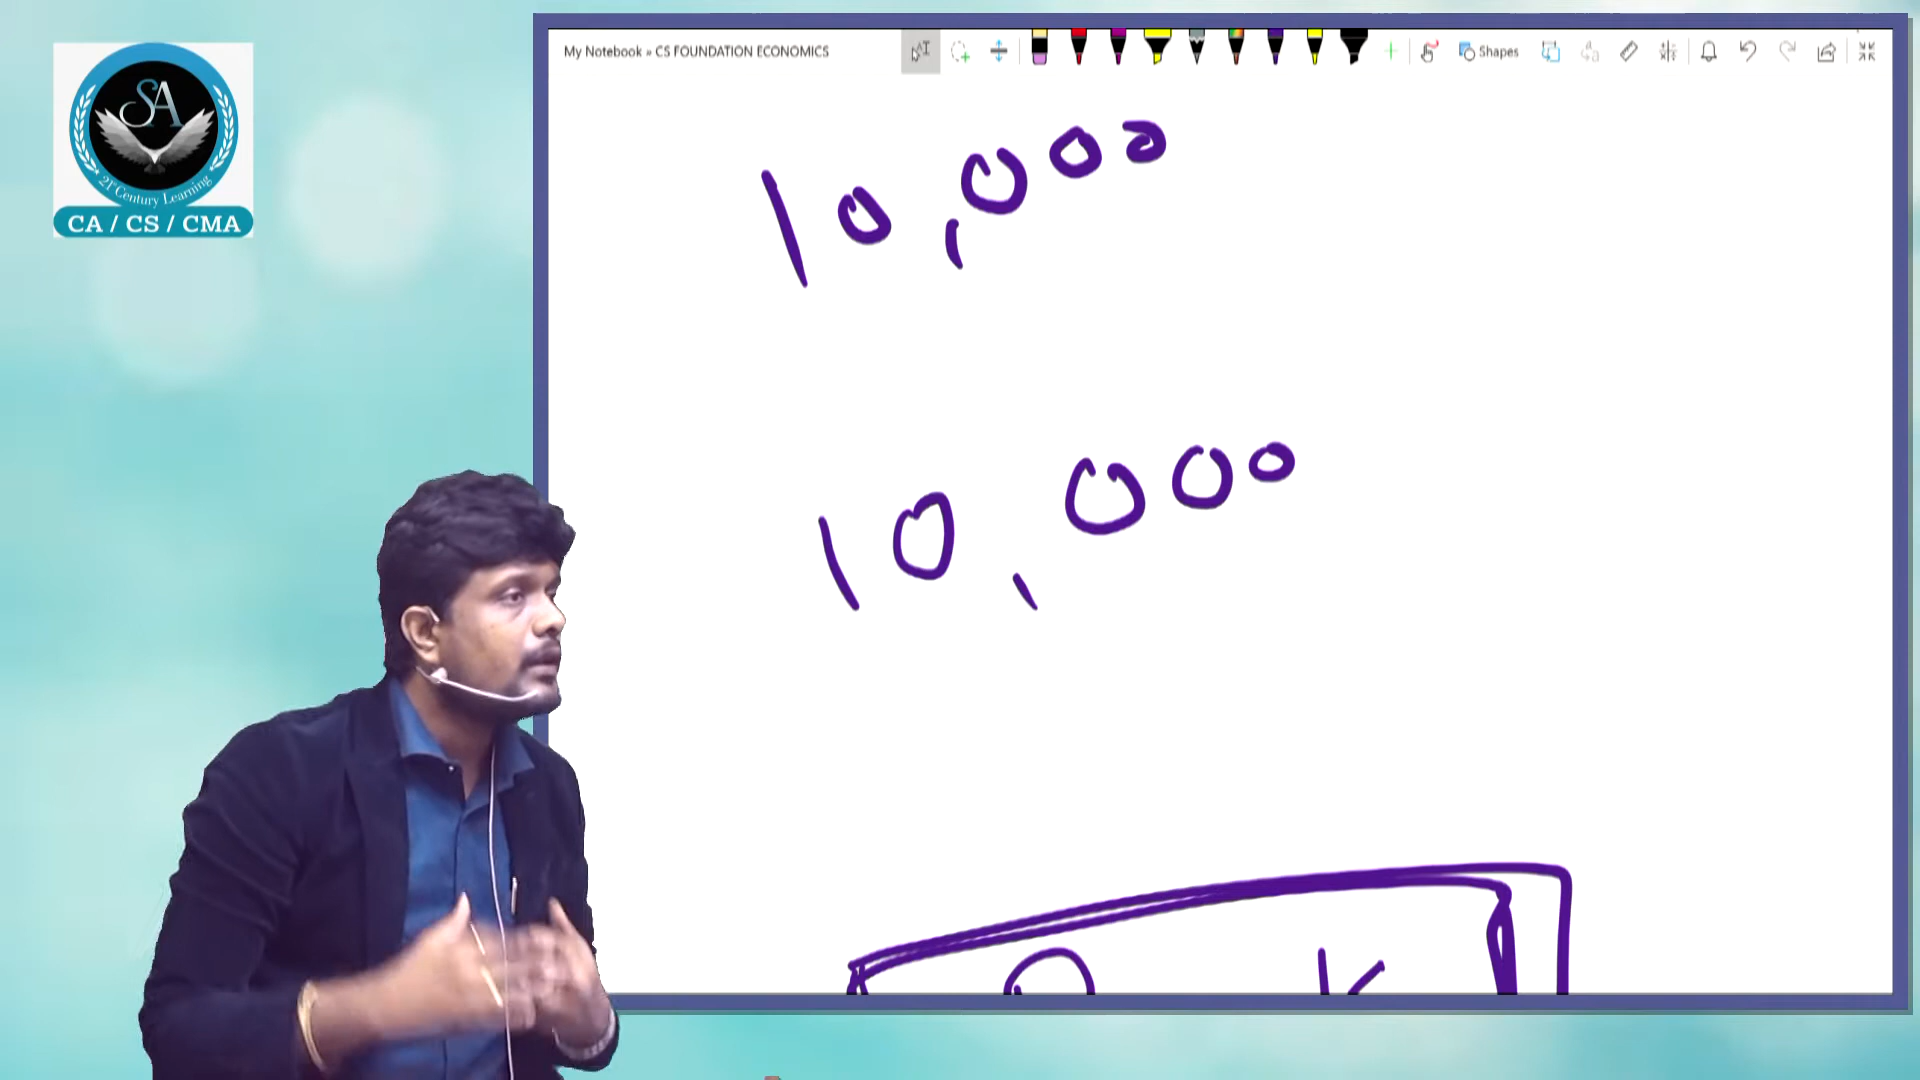 SA
21st Century Learning
CA / CS / CMA
My Notebook » CS FOUNDATION ECONOMICS
Shapes
10,000
10,000